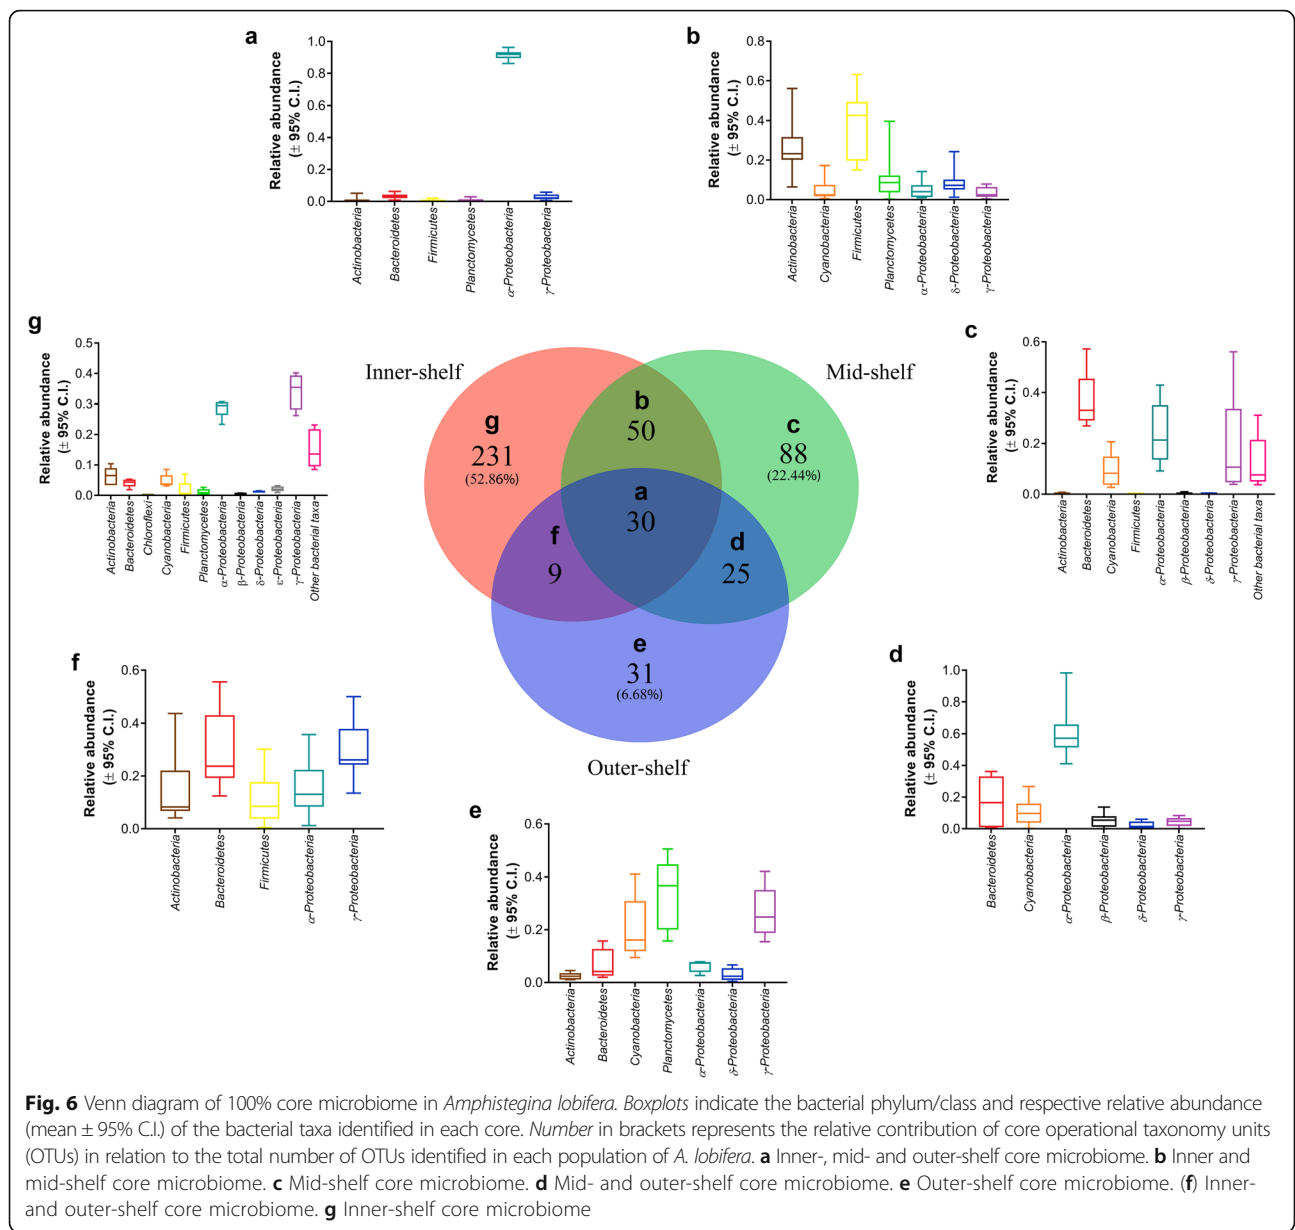 a
Relative abundance
(± 95% C.I.)
1.0
0.8
0.6
0.4
0.2
0.0
Actinobacteria
Bacteroidetes
Firmicutes
Planctomycetes
α-Proteobacteria
γ-Proteobacteria
b
Relative abundance
(± 95% C.I.)
0.8
0.6
0.4
0.2
0.0
Actinobacteria
Cyanobacteria
Firmicutes
Planctomycetes
α-Proteobacteria
δ-Proteobacteria
γ-Proteobacteria
g
Relative abundance
(± 95% C.I.)
0.5
0.4
0.3
0.2
0.1
0.0
Actinobacteria
Bacteroidetes
Chloroflexi
Cyanobacteria
Firmicutes
Planctomycetes
α-Proteobacteria
β-Proteobacteria
δ-Proteobacteria
ε-Proteobacteria
γ-Proteobacteria
Other bacterial taxa
Inner-shelf
Mid-shelf
Outer-shelf
g
231
(52.86%)
b
50
c
88
(22.44%)
a
30
f
9
d
25
e
31
(6.68%)
c
Relative abundance
(± 95% C.I.)
0.6
0.4
0.2
0.0
Actinobacteria
Bacteroidetes
Cyanobacteria
Firmicutes
α-Proteobacteria
β-Proteobacteria
δ-Proteobacteria
γ-Proteobacteria
Other bacterial taxa
f
Relative abundance
(± 95% C.I.)
0.6
0.4
0.2
0.0
Actinobacteria
Bacteroidetes
Firmicutes
α-Proteobacteria
γ-Proteobacteria
d
Relative abundance
(± 95% C.I.)
1.0
0.8
0.6
0.4
0.2
0.0
Bacteroidetes
Cyanobacteria
α-Proteobacteria
β-Proteobacteria
δ-Proteobacteria
γ-Proteobacteria
e
Relative abundance
(± 95% C.I.)
0.6
0.4
0.2
0.0
Actinobacteria
Bacteroidetes
Cyanobacteria
Planctomycetes
α-Proteobacteria
δ-Proteobacteria
γ-Proteobacteria
Fig. 6 Venn diagram of 100% core microbiome in Amphistegina lobifera. Boxplots indicate the bacterial phylum/class and respective relative abundance
(mean ± 95% C.I.) of the bacterial taxa identified in each core. Number in brackets represents the relative contribution of core operational taxonomy units
(OTUs) in relation to the total number of OTUs identified in each population of A. lobifera. a Inner-, mid- and outer-shelf core microbiome. b Inner and
mid-shelf core microbiome. c Mid-shelf core microbiome. d Mid- and outer-shelf core microbiome. e Outer-shelf core microbiome. (f) Inner-
and outer-shelf core microbiome. g Inner-shelf core microbiome